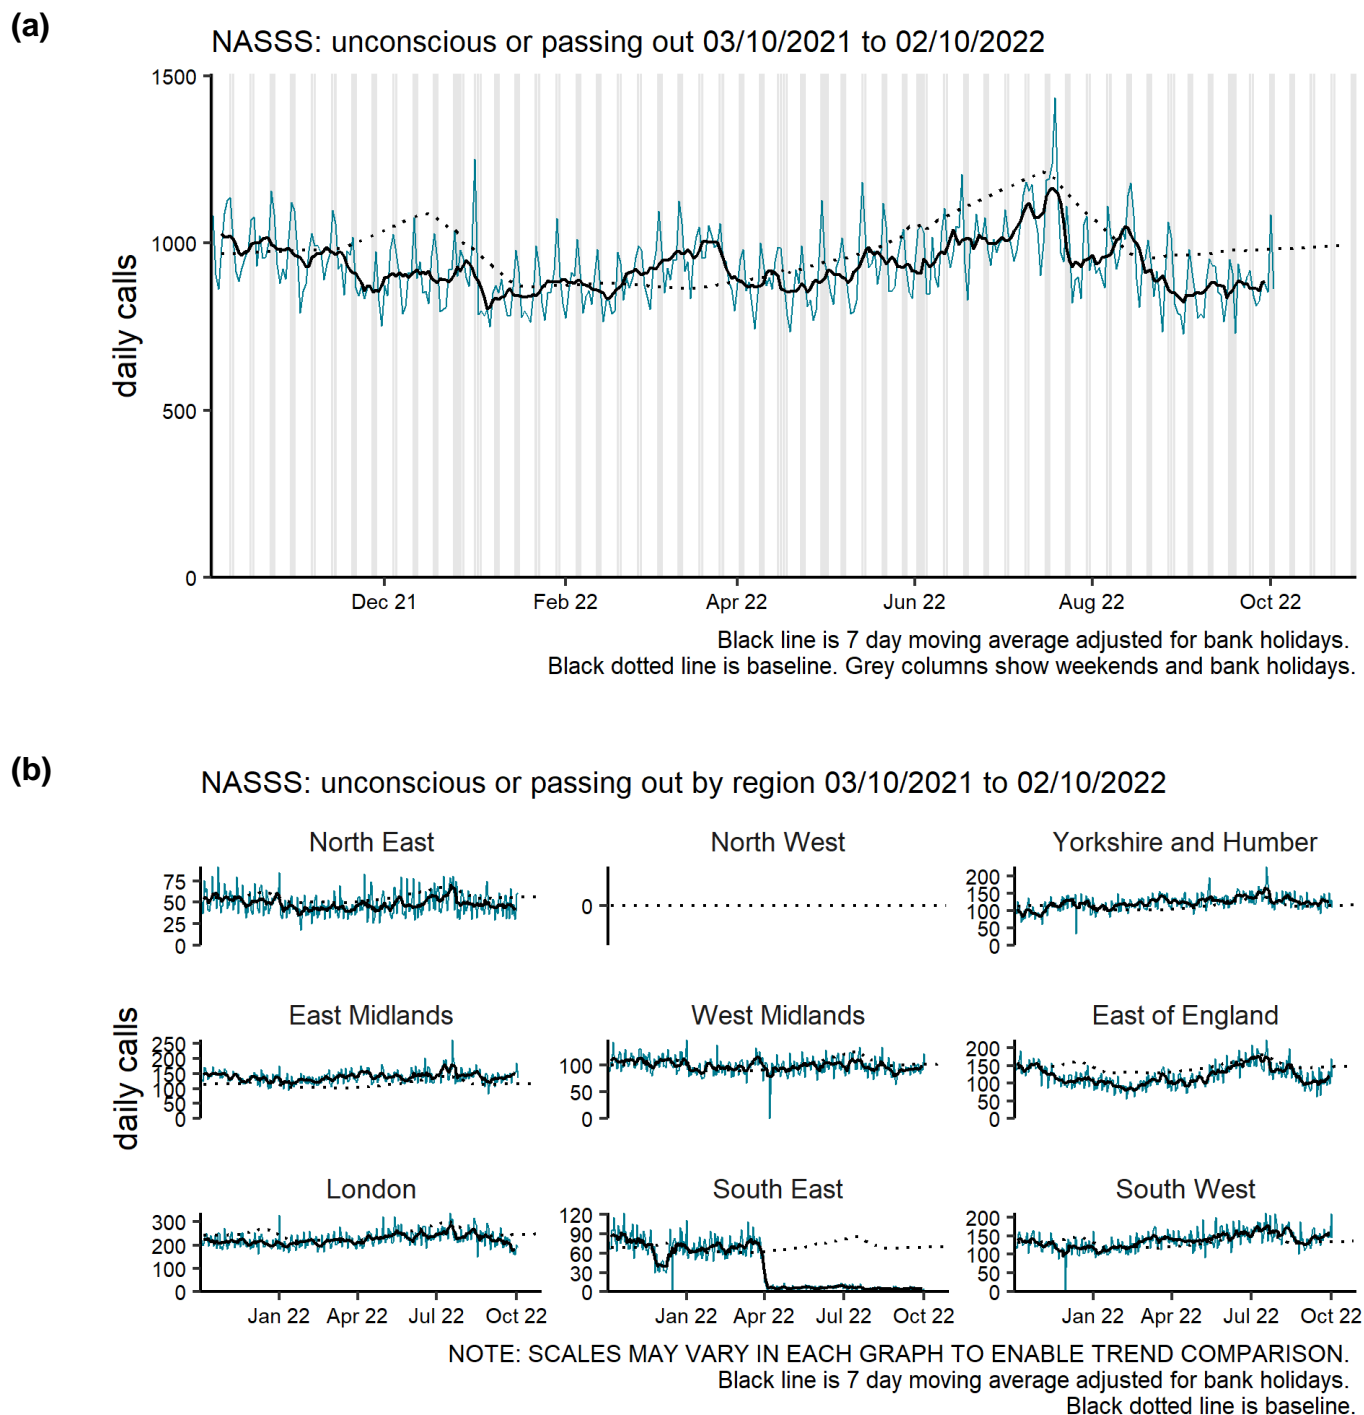 (a)
NASSS: unconscious or passing out 03/10/2021 to 02/10/2022
daily calls
1500
1000
500
0
Dec 21 Feb 22 Apr 22 Jun 22 Aug 22 Oct 22
Black line is 7 day moving average adjusted for bank holidays.
Black dotted line is baseline. Grey columns show weekends and bank holidays.
(b)
NASSS: unconscious or passing out by region 03/10/2021 to 02/10/2022
daily calls
North East
75
50
25
0
North West
0
Yorkshire and Humber
200
150
100
50
0
East Midlands
250
200
150
100
50
0
West Midlands
100
50
0
East of England
200
150
100
50
0
London
300
200
100
0
South East
120
90
60
30
0
South West
200
150
100
50
0
Jan 22 Apr 22 Jul 22 Oct 22 Jan 22 Apr 22 Jul 22 Oct 22 Jan 22 Apr 22 Jul 22 Oct 22
NOTE: SCALES MAY VARY IN EACH GRAPH TO ENABLE TREND COMPARISON.
Black line is 7 day moving average adjusted for bank holidays.
Black dotted line is baseline.